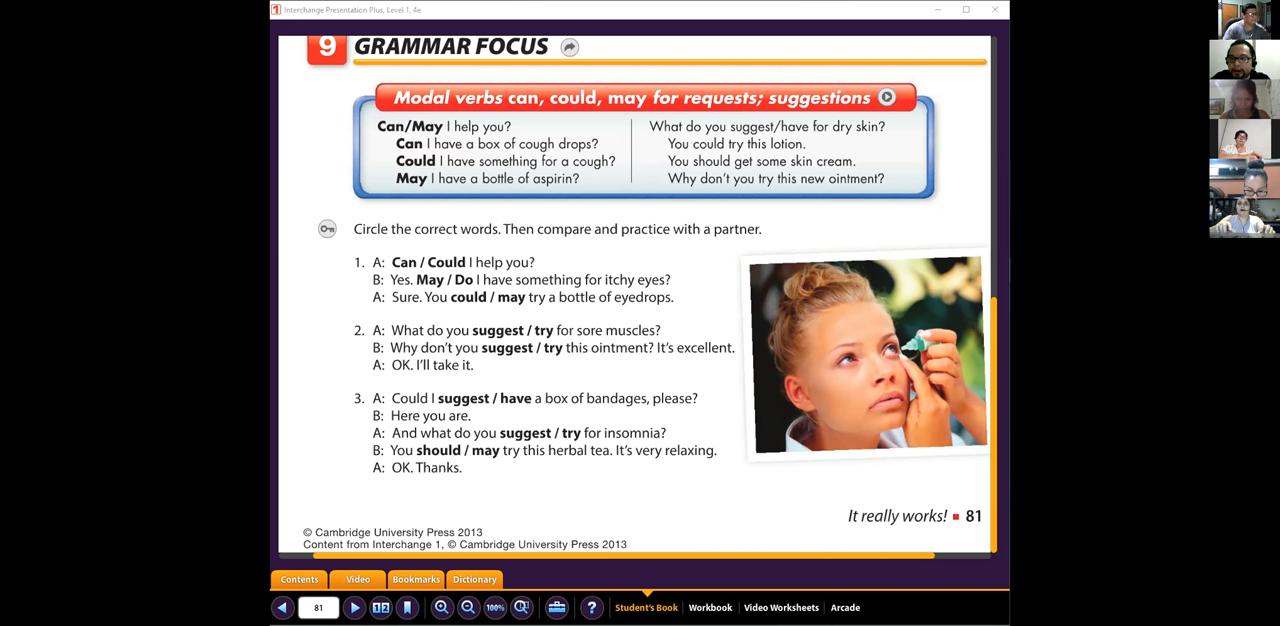 Interchange Presentation Plus, Level 1, 4e
9 GRAMMAR FOCUS
Modal verbs can, could, may for requests; suggestions
Can/May I help you?
Can I have a box of cough drops?
Could I have something for a cough?
May I have a bottle of aspirin?
What do you suggest/have for dry skin?
You could try this lotion.
You should get some skin cream.
Why don't you try this new ointment?
Circle the correct words. Then compare and practice with a partner.
1. A: Can / Could I help you?
B: Yes. May / Do I have something for itchy eyes?
A: Sure. You could / may try a bottle of eyedrops.
2. A: What do you suggest / try for sore muscles?
B: Why don't you suggest / try this ointment? It's excellent.
A: OK. I'll take it.
3. A: Could I suggest / have a box of bandages, please?
B: Here you are.
A: And what do you suggest / try for insomnia?
B: You should / may try this herbal tea. It's very relaxing.
A: OK. Thanks.
It really works! ■ 81
© Cambridge University Press 2013
Content from Interchange 1, © Cambridge University Press 2013
Contents Video Bookmarks Dictionary
81 12 100% ? Student's Book Workbook Video Worksheets Arcade